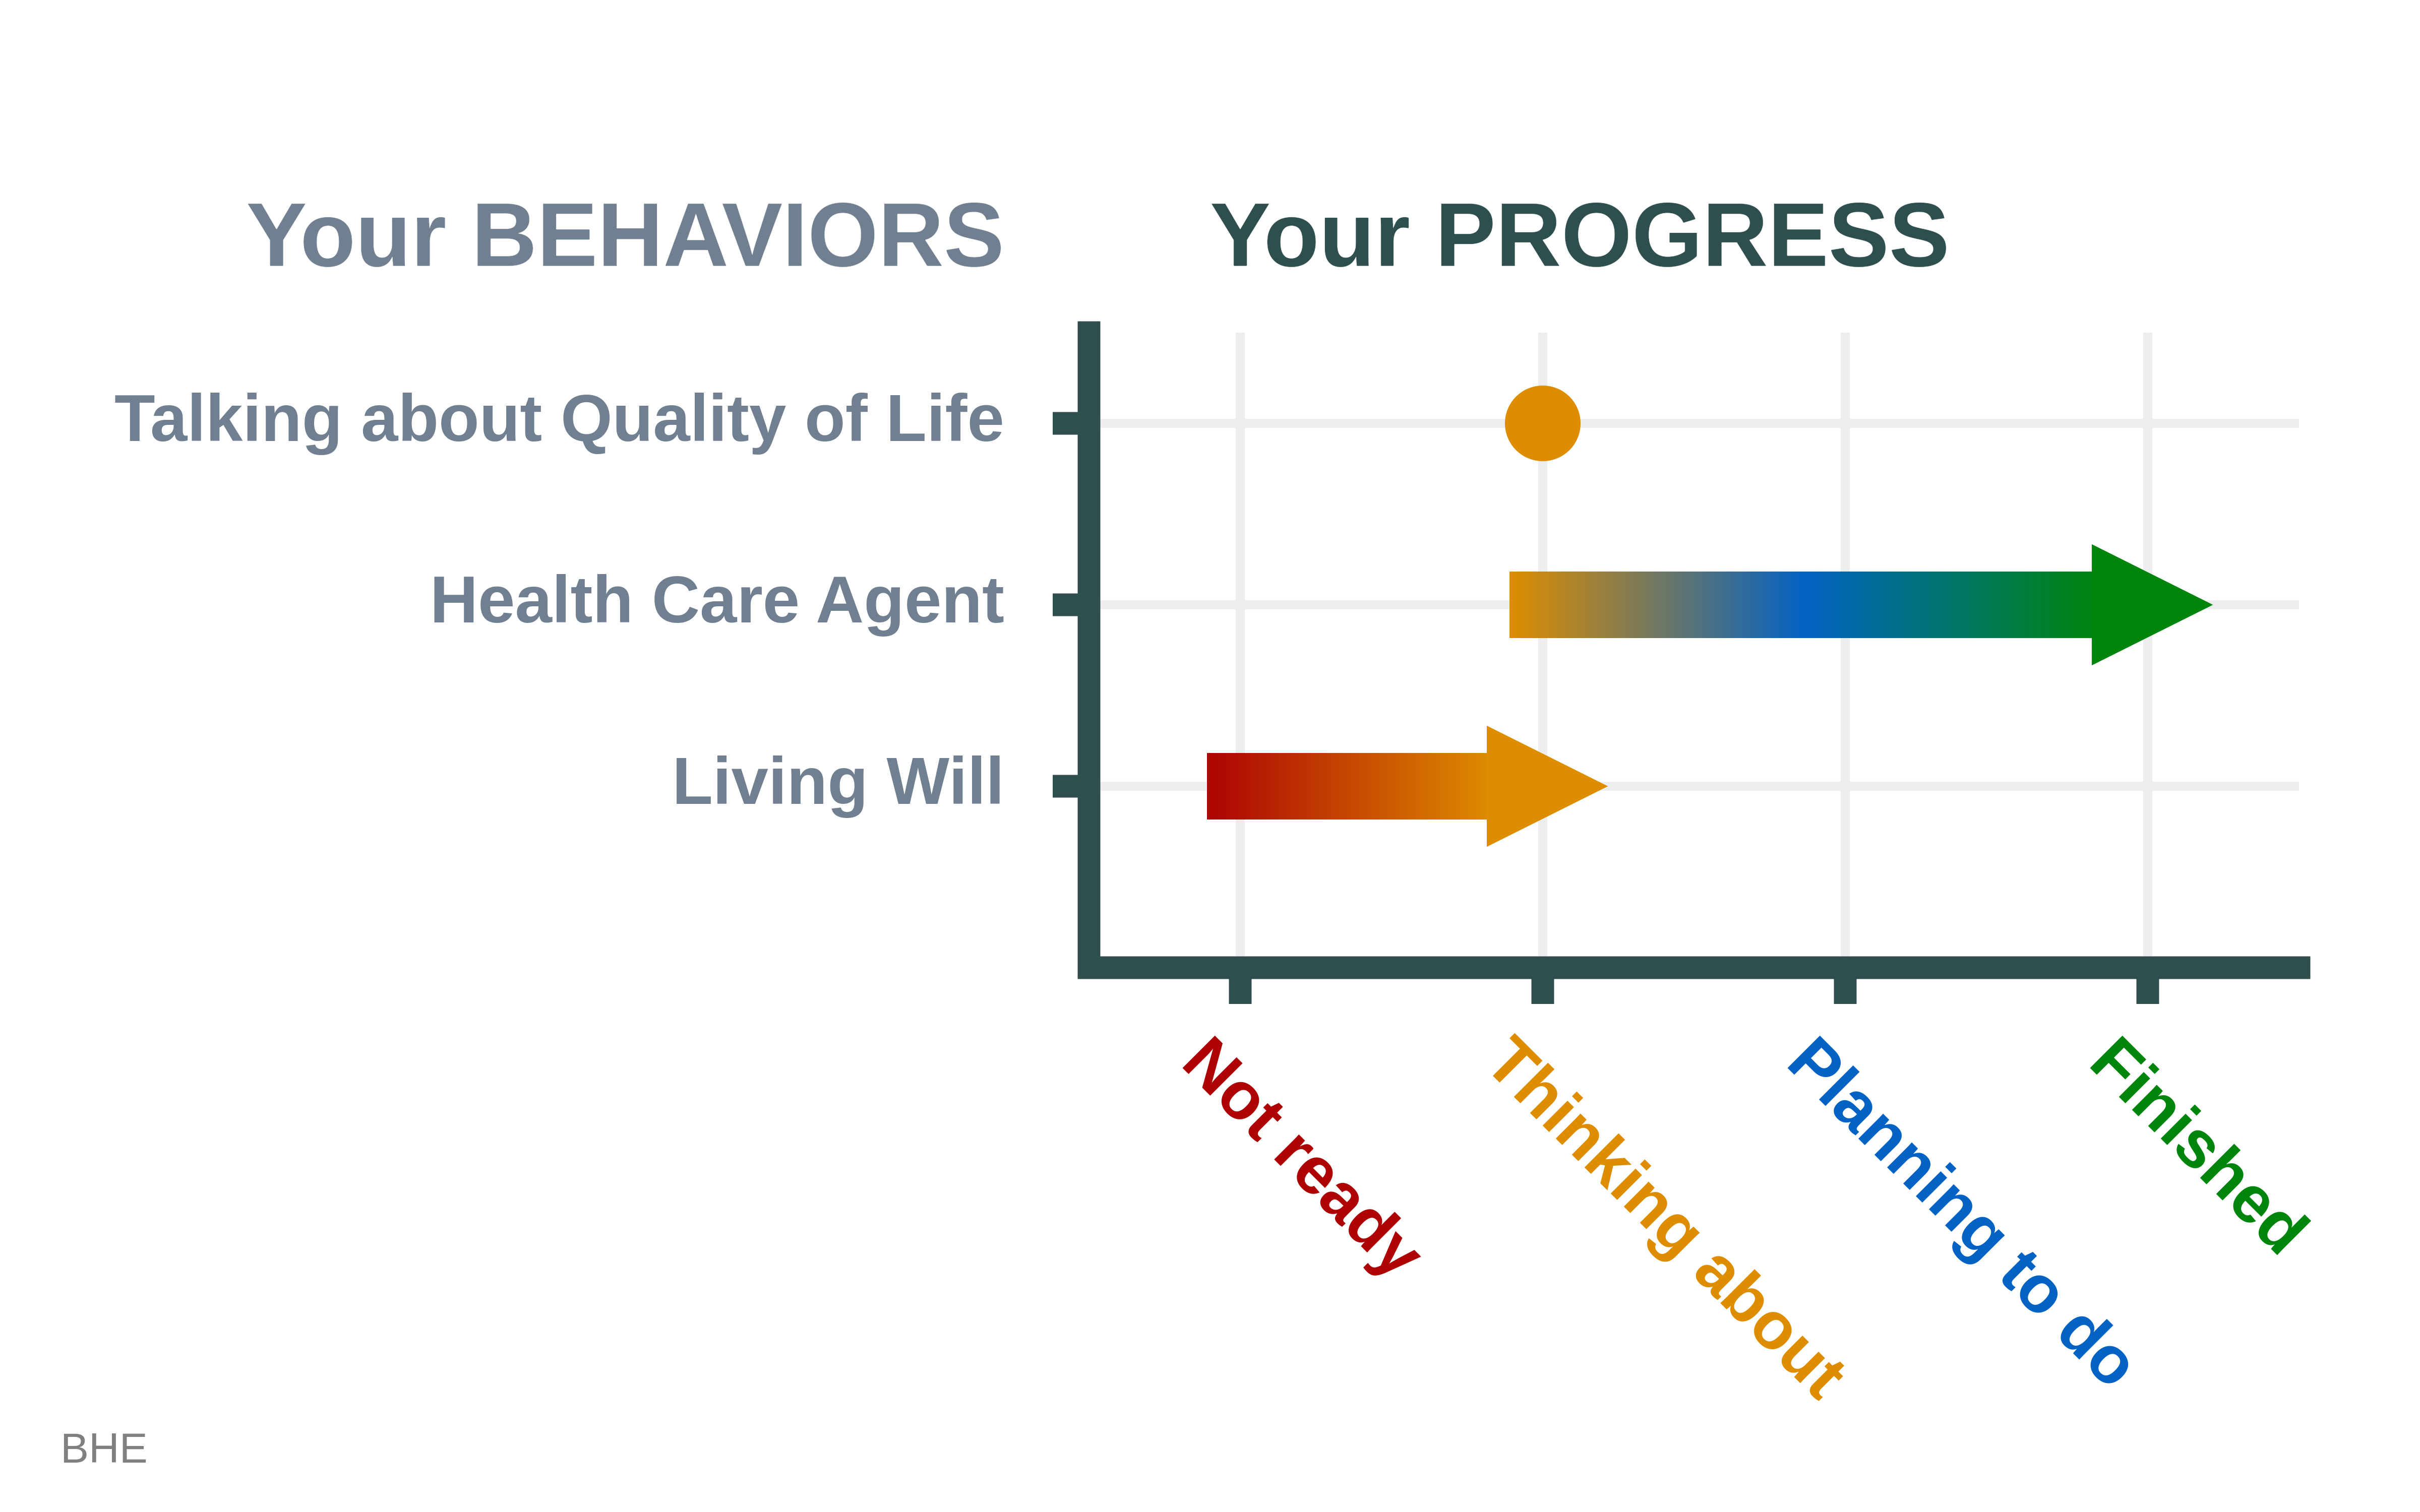 Your BEHAVIORS
Your PROGRESS
Talking about Quality of Life
Health Care Agent
Living Will
Not ready
Thinking about
Planning to do
Finished
BHE